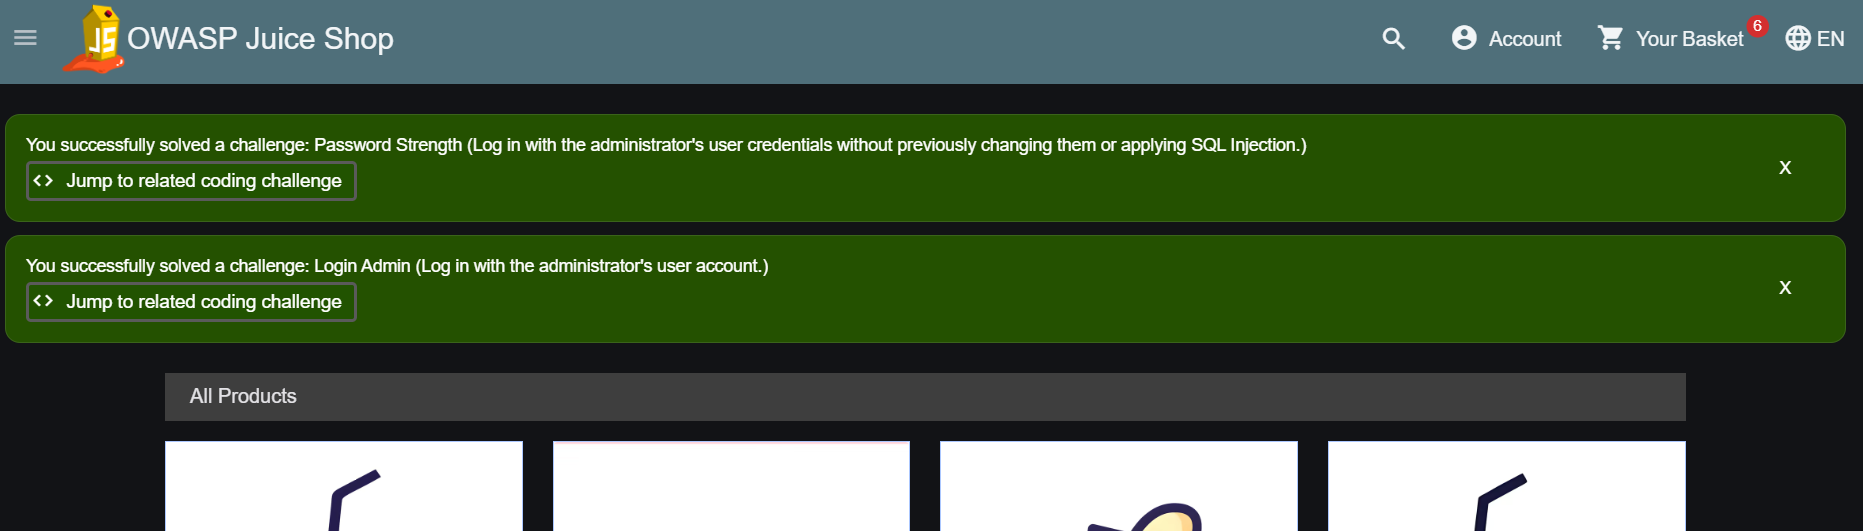 JS
OWASP Juice Shop
Account
Your Basket
6
EN
You successfully solved a challenge: Password Strength (Log in with the administrator's user credentials without previously changing them or applying SQL Injection.)
X
<> Jump to related coding challenge
You successfully solved a challenge: Login Admin (Log in with the administrator's user account.)
X
<> Jump to related coding challenge
All Products